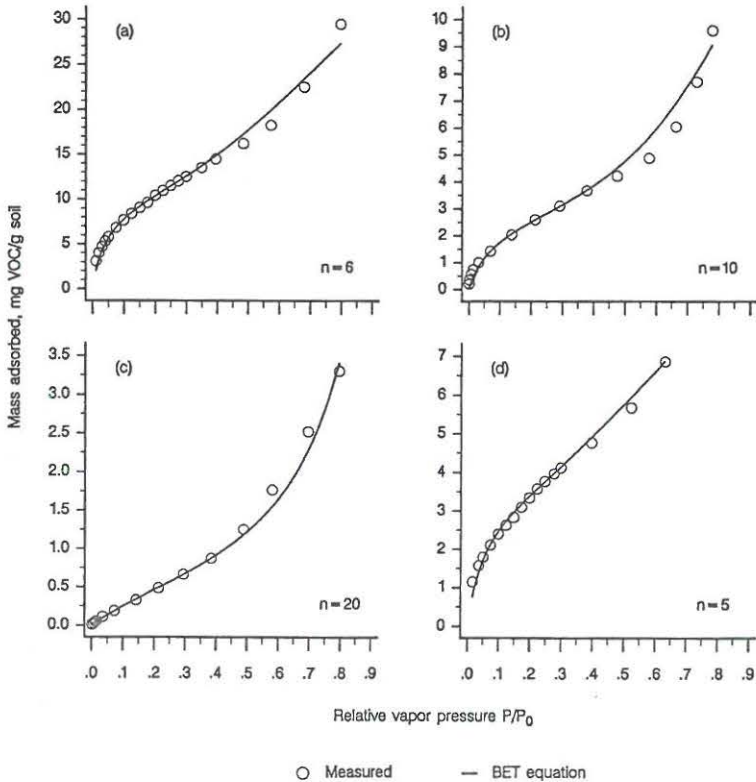 Mass adsorbed, mg VOC/g soil
(a)
30
25
20
15
10
5
0
n=6
(b)
10
9
8
7
6
5
4
3
2
1
0
n=10
(c)
3.5
3.0
2.5
2.0
1.5
1.0
0.5
0.0
n=20
.0 .1 .2 .3 .4 .5 .6 .7 .8 .9
(d)
7
6
5
4
3
2
1
0
n=5
.0 .1 .2 .3 .4 .5 .6 .7 .8 .9
Relative vapor pressure P/P0
Measured
BET equation